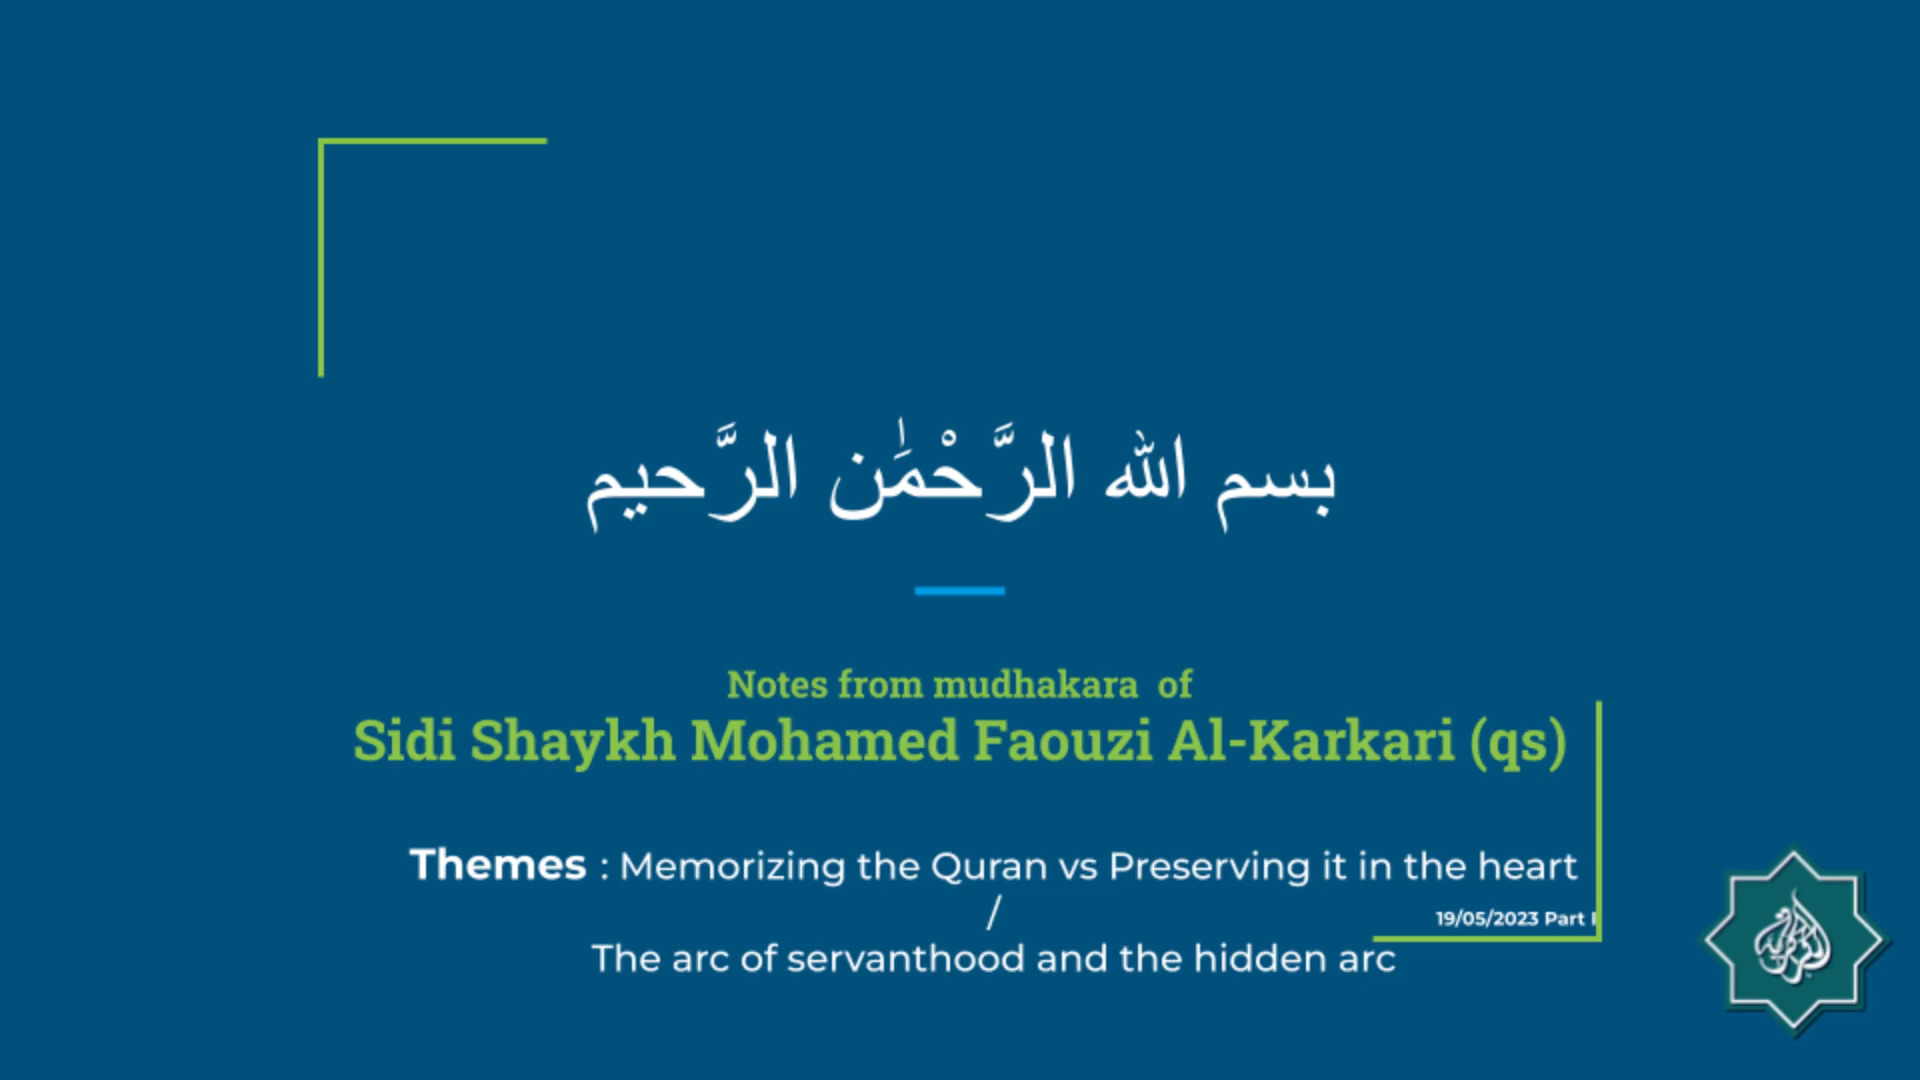 بسم الله الرَّحْمَٰن الرَّحيم
Notes from mudhakara of
Sidi Shaykh Mohamed Faouzi Al-Karkari (qs)
Themes : Memorizing the Quran vs Preserving it in the heart
/
19/05/2023 Part I
The arc of servanthood and the hidden arc